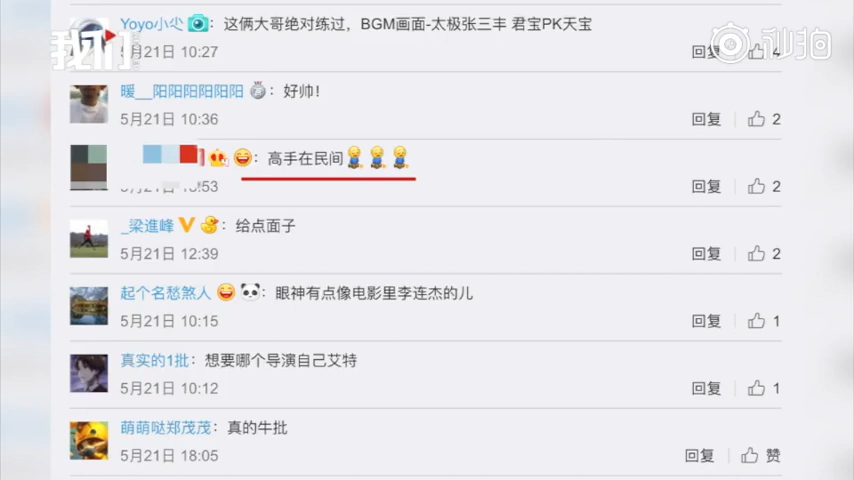 Yoyo小尐：这俩大哥绝对练过，BGM画面-太极张三丰 君宝PK天宝
5月21日 10:27
回复
4
我们
秒拍
暖__阳阳阳阳阳阳：好帅！
5月21日 10:36
回复 2
：高手在民间
:53
回复 2
_梁進峰：给点面子
5月21日 12:39
回复 2
起个名愁煞人：眼神有点像电影里李连杰的儿
5月21日 10:15
回复 1
真实的1批：想要哪个导演自己艾特
5月21日 10:12
回复 1
萌萌哒郑茂茂：真的牛批
5月21日 18:05
回复 赞